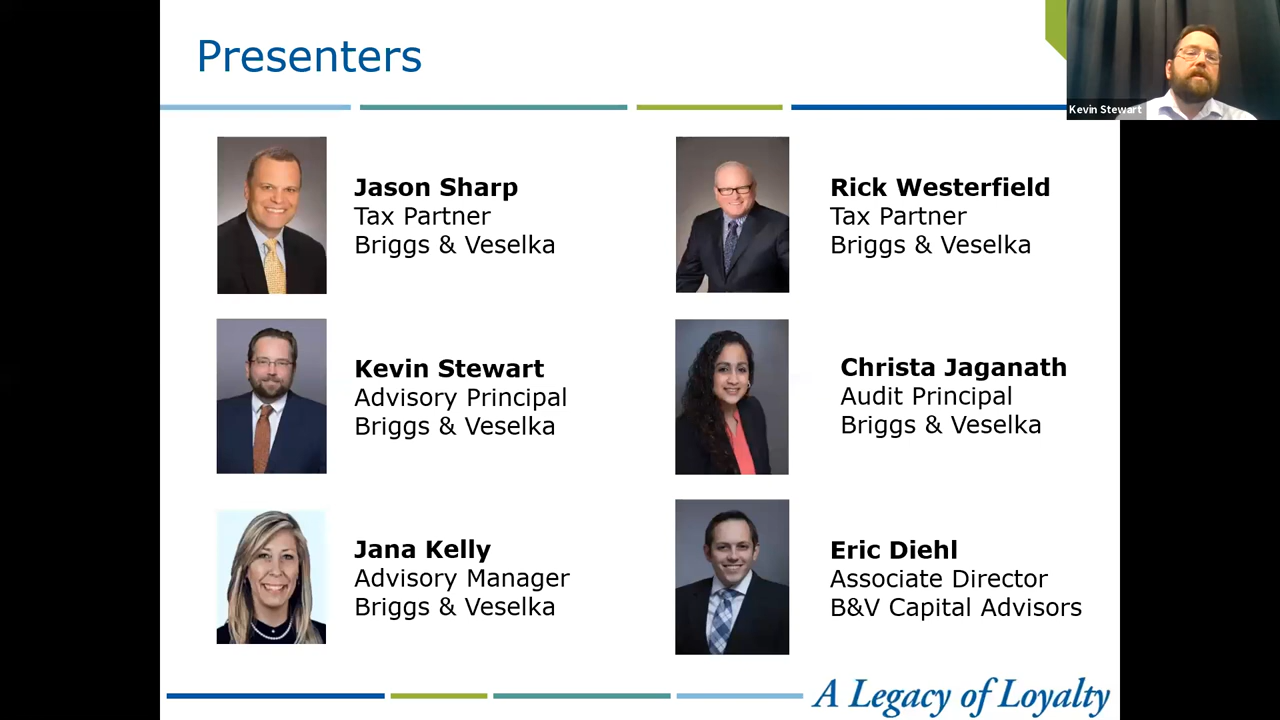 Presenters
Kevin Stewart
Jason Sharp
Tax Partner
Briggs & Veselka
Rick Westerfield
Tax Partner
Briggs & Veselka
Kevin Stewart
Advisory Principal
Briggs & Veselka
Christa Jaganath
Audit Principal
Briggs & Veselka
Jana Kelly
Advisory Manager
Briggs & Veselka
Eric Diehl
Associate Director
B&V Capital Advisors
A Legacy of Loyalty